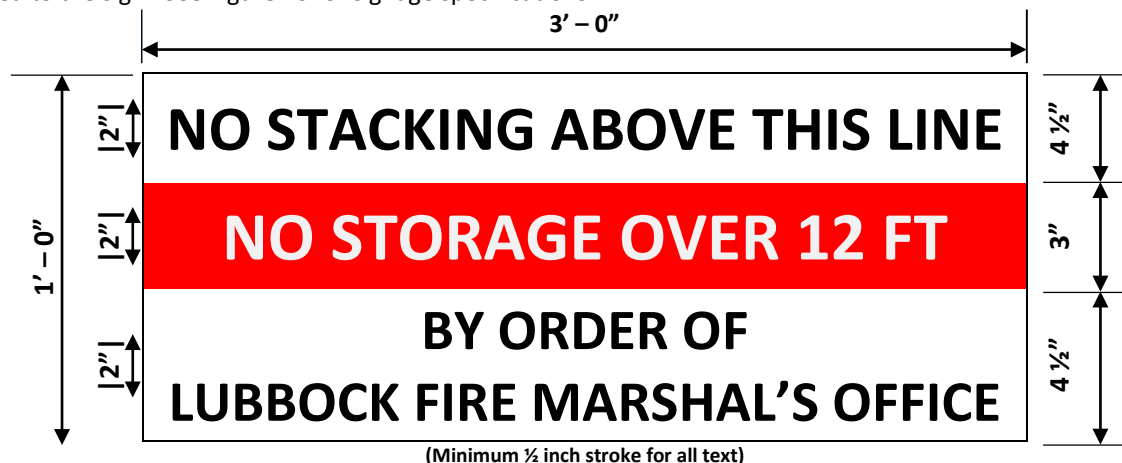 3’ – 0”
NO STACKING ABOVE THIS LINE
NO STORAGE OVER 12 FT
BY ORDER OF
LUBBOCK FIRE MARSHAL’S OFFICE
(Minimum ½ inch stroke for all text)
1’ – 0”
|2”|
|2”|
|2”|
4 ½”
3”
4 ½”